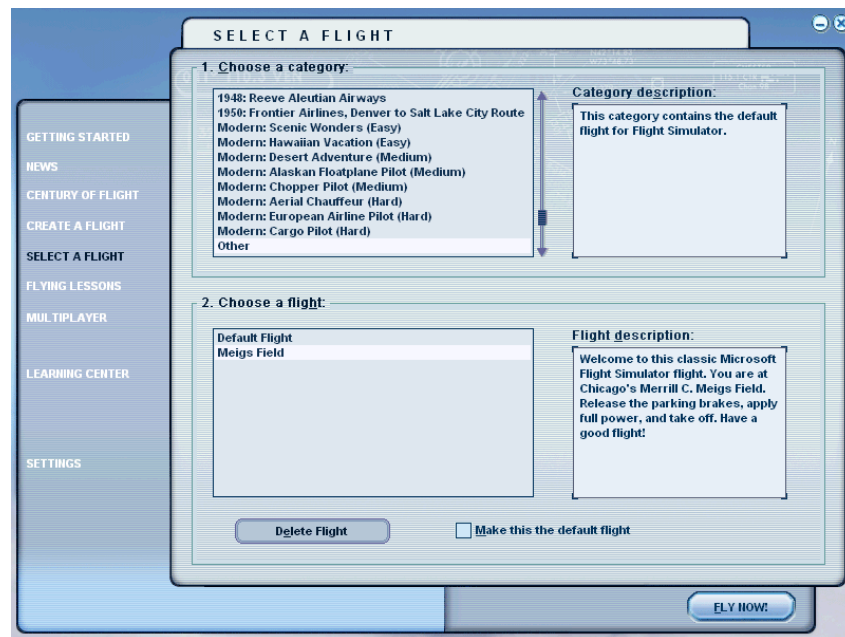 SELECT A FLIGHT
GETTING STARTED
NEWS
CENTURY OF FLIGHT
CREATE A FLIGHT
SELECT A FLIGHT
FLYING LESSONS
MULTIPLAYER
LEARNING CENTER
SETTINGS
1. Choose a category:
1948: Reeve Aleutian Airways
1950: Frontier Airlines, Denver to Salt Lake City Route
Modern: Scenic Wonders (Easy)
Modern: Hawaiian Vacation (Easy)
Modern: Desert Adventure (Medium)
Modern: Alaskan Floatplane Pilot (Medium)
Modern: Chopper Pilot (Medium)
Modern: Aerial Chauffeur (Hard)
Modern: European Airline Pilot (Hard)
Modern: Cargo Pilot (Hard)
Other
Category description:
This category contains the default
flight for Flight Simulator.
2. Choose a flight:
Default Flight
Meigs Field
Flight description:
Welcome to this classic Microsoft
Flight Simulator flight. You are at
Chicago's Merrill C. Meigs Field.
Release the parking brakes, apply
full power, and take off. Have a
good flight!
Delete Flight
Make this the default flight
FLY NOW!